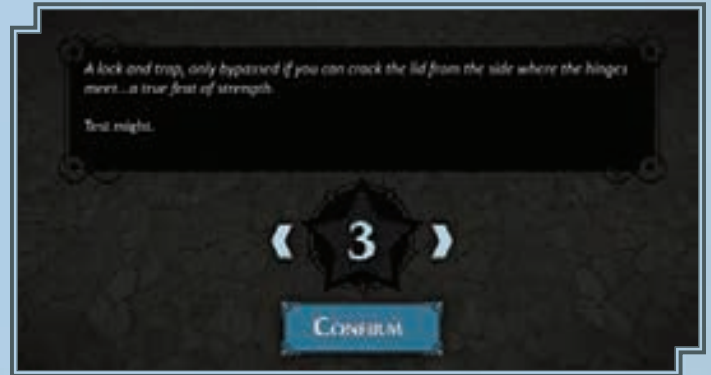 A lock and trap, only bypassed if you can crack the lid from the side where the hinges
meet...a true feat of strength.
Test might.
3
CONFIRM